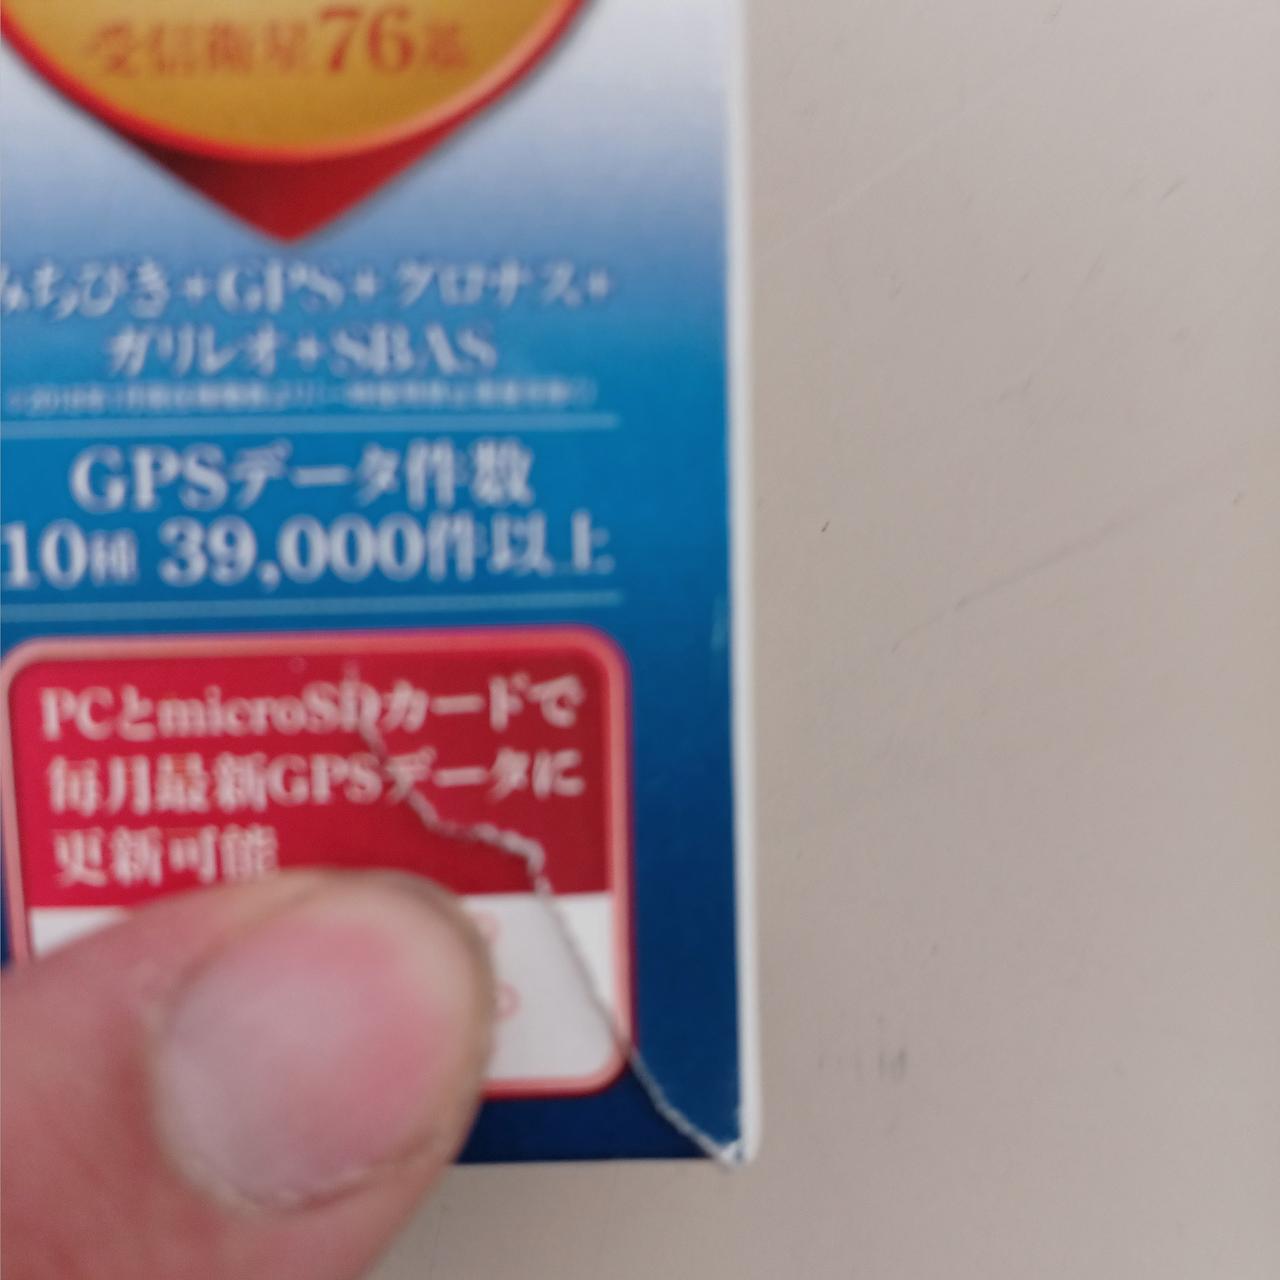 受信衛星76基
みちびき+GPS+グロナス+
ガリレオ+SBAS
GPSデータ件数
10種 39,000件以上
PCとmicroSDカードで
毎月最新GPSデータに
更新可能